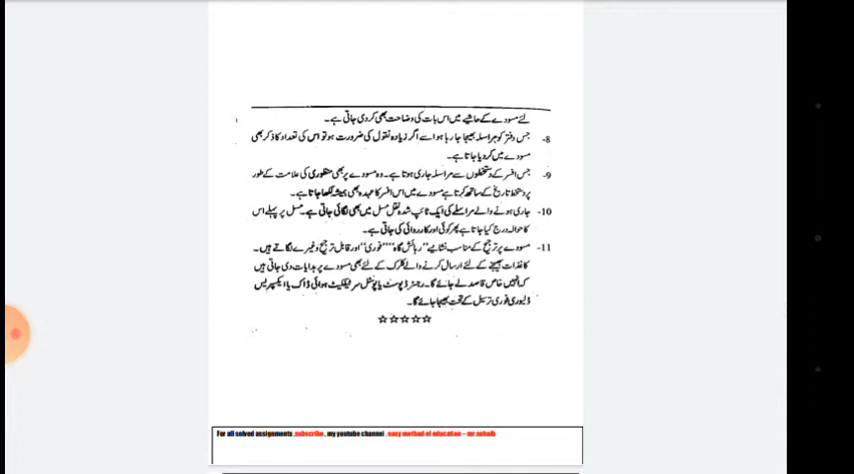 لئے مسودے کے حاشیے میں اس بات کی وضاحت بھی کر دی جاتی ہے۔
8- جس دفتر کو مراسلہ بھیجا جا رہا ہو اسے اگر زیادہ نقول کی ضرورت ہو تو اس کی تعداد کا ذکر بھی
مسودے میں کر دیا جاتا ہے۔
9- جس افسر کے دستخطوں سے مراسلہ جاری ہوتا ہے۔ وہ مسودے پر بھی منظوری کی علامت کے طور
پر دستخط تاریخ کے ساتھ کرتا ہے مسودے میں اس افسر کا عہدہ بھی ہمیشہ لکھا جاتا ہے۔
10- جاری ہونے والے مراسلے کی ایک ٹائپ شدہ نقل مسل میں بھی لگائی جاتی ہے۔ مسل پر پہلے اس
کا حوالہ درج کیا جاتا ہے پھر کوئی اور کارروائی کی جاتی ہے۔
11- مسودے پر ترجیح کے مناسب نشانیے "رہائش گاہ" "فوری" اور قابل ترجیح وغیرے لگاتے ہیں۔
کاغذات بھیجنے کے لئے ارسال کرنے والے کلرک کے لئے بھی مسودے پر ہدایات دی جاتی ہیں
کہ انہیں خاص قاصد لے جائے گا۔ رجسٹرڈ پوسٹ یا پوسٹل سرٹیفکیٹ ہوائی ڈاک یا ایکسپریس
ڈلیوری فوری ترسیل کے تحت بھیجا جائے گا۔
☆☆☆☆☆
For all solved assignments ,subscribe , my youtube channel , easy method of education – mr.zohaib